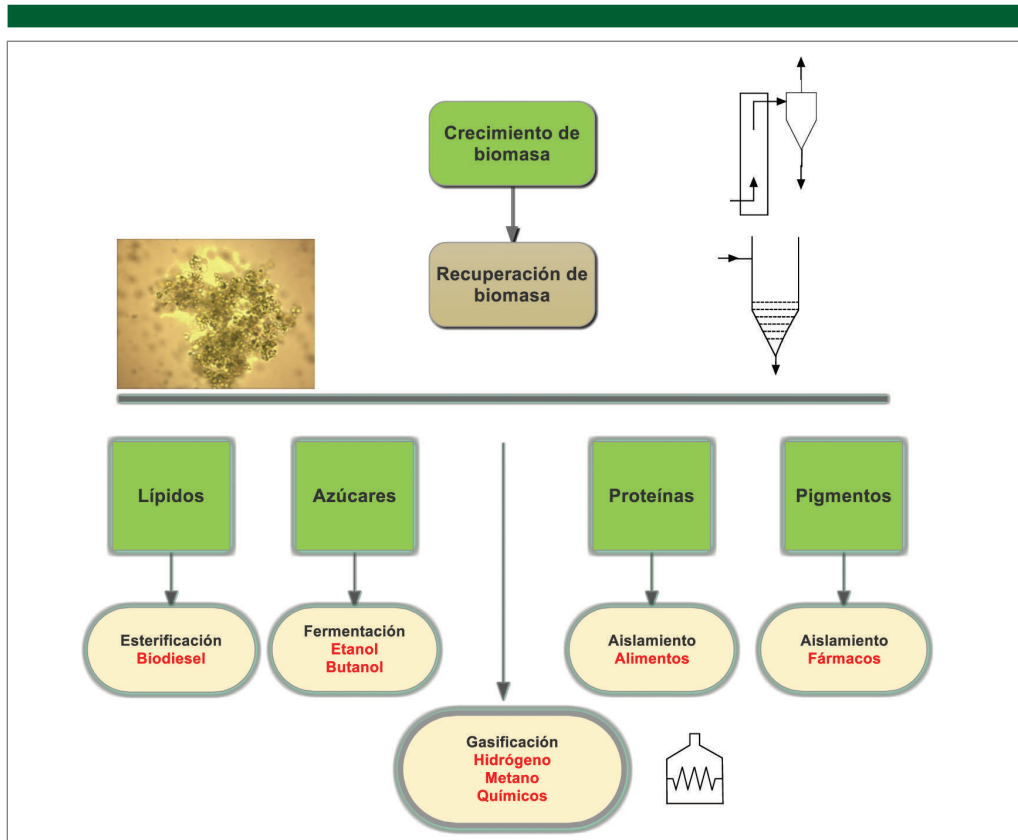 Crecimiento de
biomasa
Recuperación de
biomasa
Lípidos
Azúcares
Proteínas
Pigmentos
Esterificación
Biodiesel
Fermentación
Etanol
Butanol
Aislamiento
Alimentos
Aislamiento
Fármacos
Gasificación
Hidrógeno
Metano
Químicos